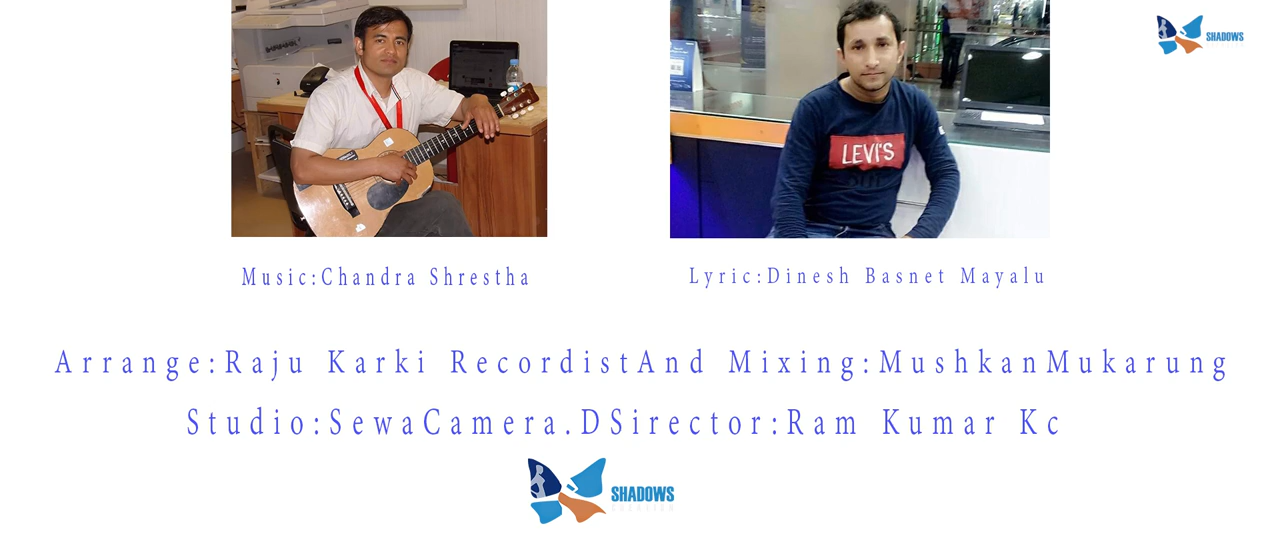 SHADOWS
LEVI'S
Music:Chandra Shrestha
Lyric:Dinesh Basnet Mayalu
Arrange:Raju Karki RecordistAnd Mixing:MushkanMukarung
Studio:SewaCamera.DSirector:Ram Kumar Kc
SHADOWS